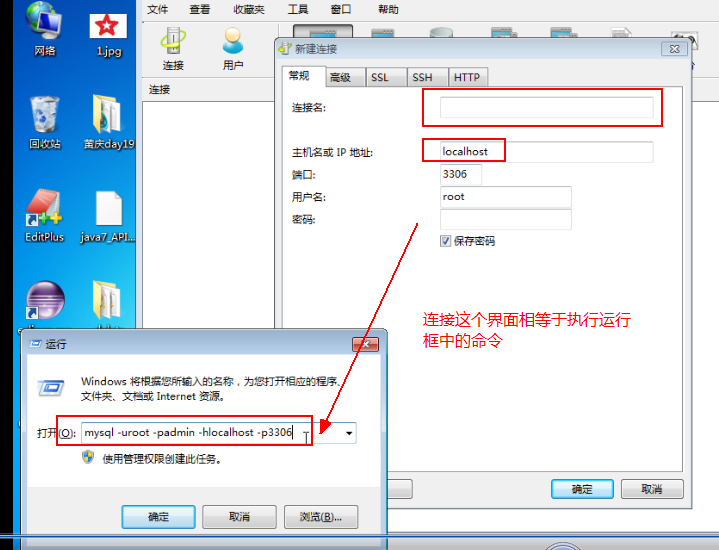 文件 查看 收藏夹 工具 窗口 帮助
网络
1.jpg
连接 用户
新建连接
常规 高级 SSL SSH HTTP
连接
连接名:
回收站
黄庆day19
主机名或 IP 地址: localhost
端口: 3306
用户名: root
密码:
保存密码
EditPlus
java7_API...
连接这个界面相等于执行运行
框中的命令
运行
Windows 将根据您所输入的名称，为您打开相应的程序、
文件夹、文档或 Internet 资源。
打开(O): mysql -uroot -padmin -hlocalhost -p3306
使用管理权限创建此任务。
确定 取消 浏览(B)...
确定 取消